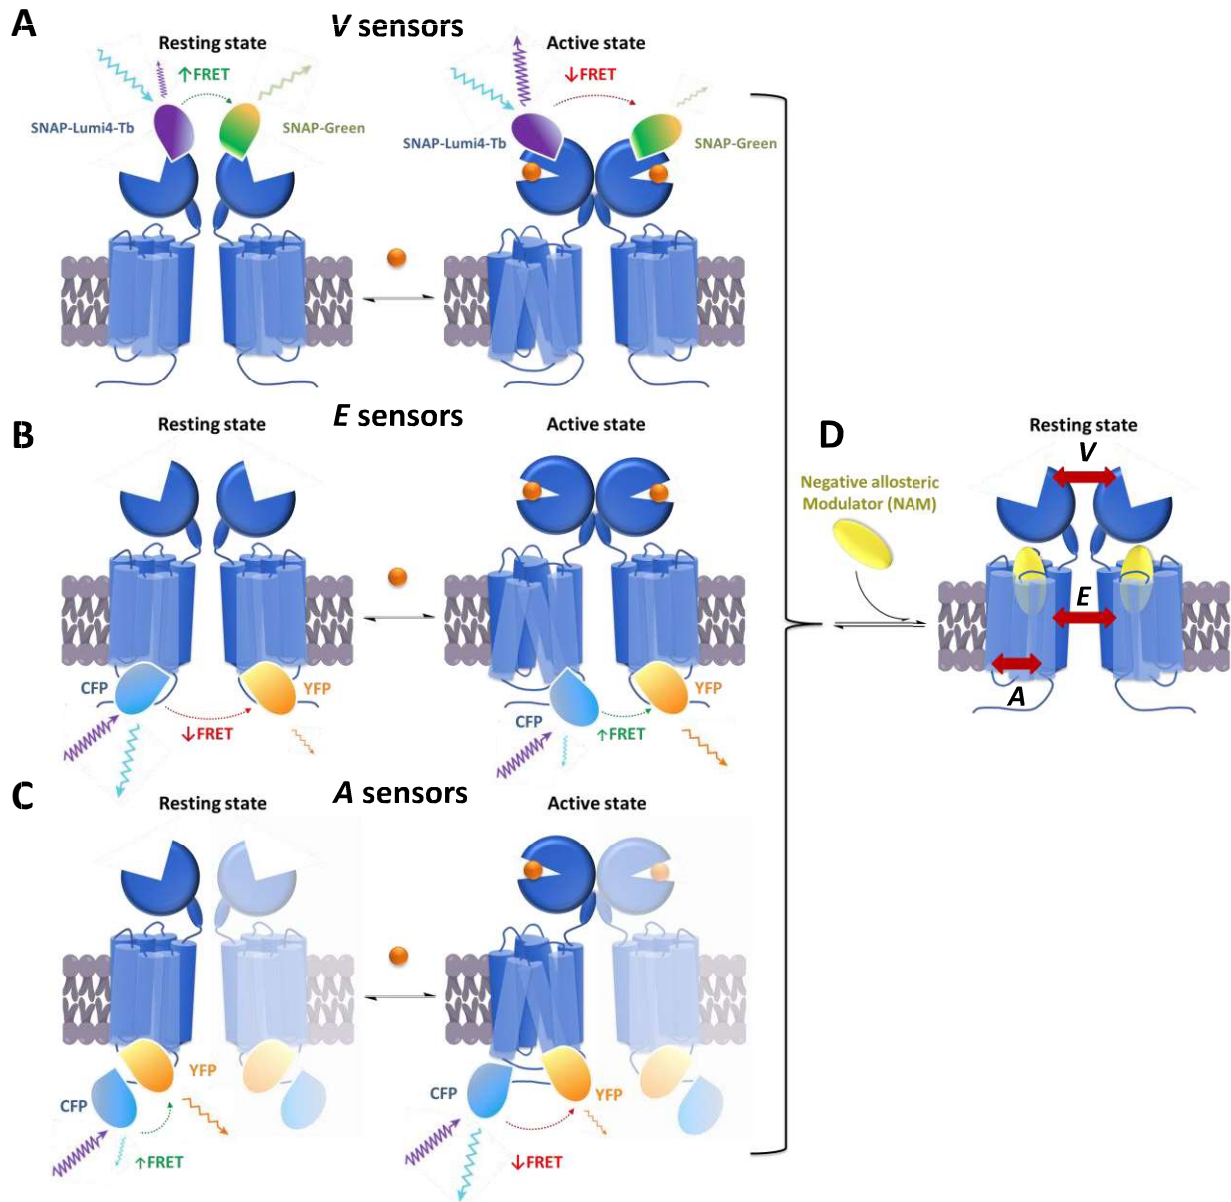 A
V sensors
Resting state
Active state
↑FRET
↓FRET
SNAP-Lumi4-Tb
SNAP-Green
SNAP-Lumi4-Tb
SNAP-Green
B
E sensors
Resting state
Active state
CFP
YFP
↓FRET
CFP
YFP
↑FRET
C
A sensors
Resting state
Active state
CFP
YFP
↑FRET
CFP
YFP
↓FRET
D
Resting state
Negative allosteric
Modulator (NAM)
V
E
A